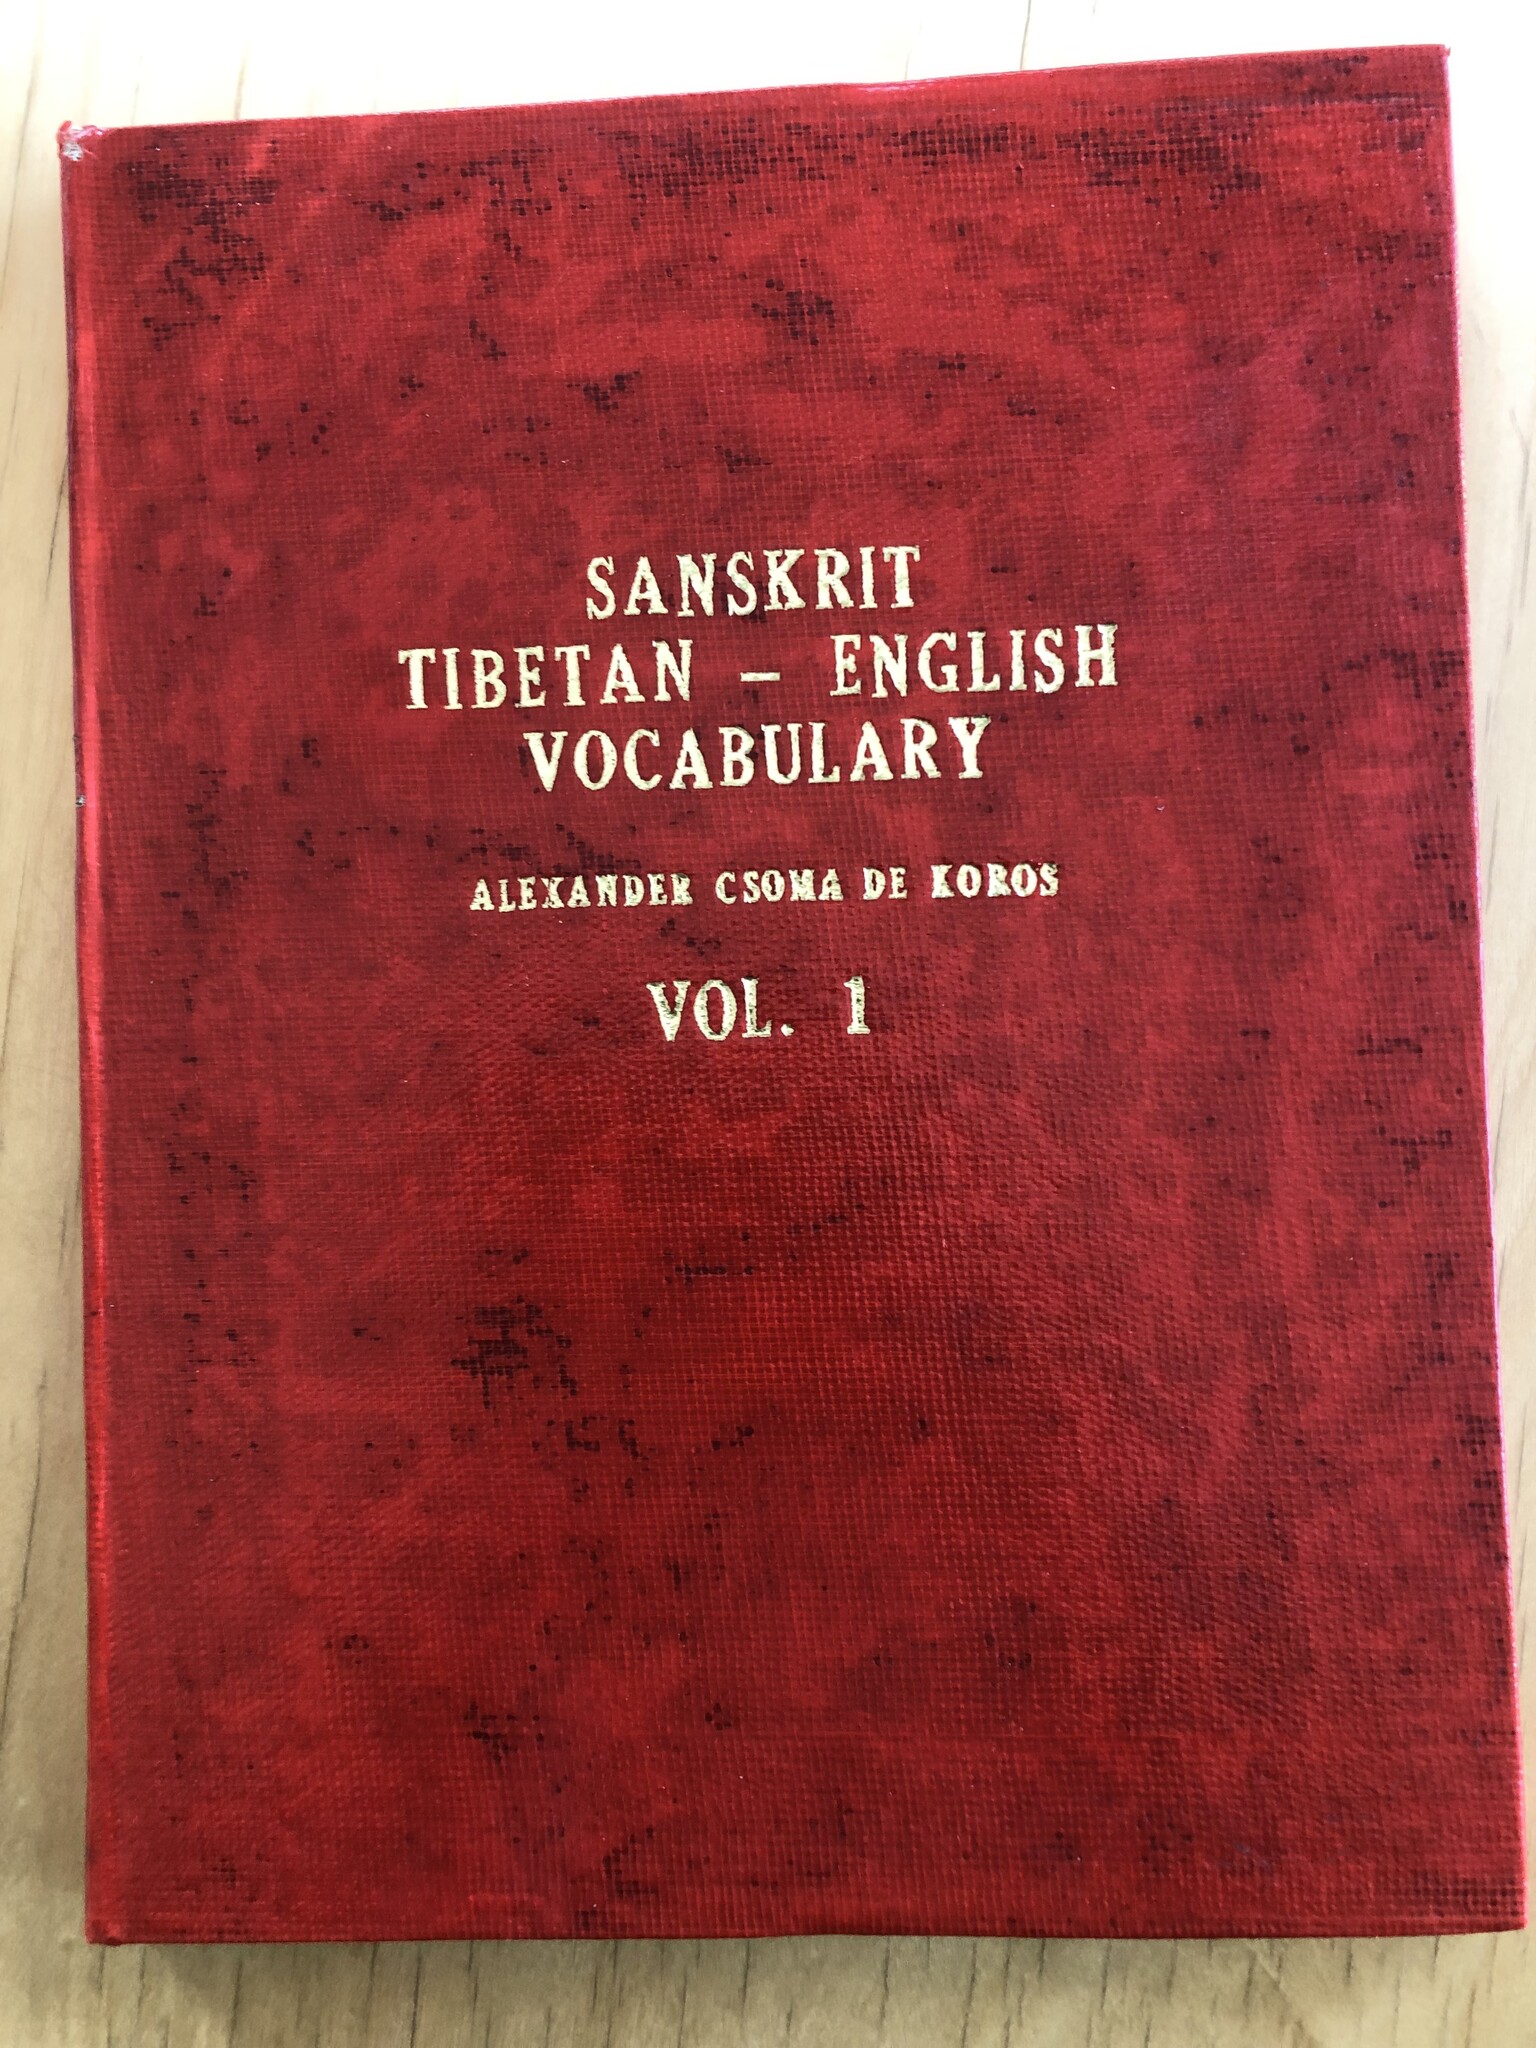 SANSKRIT
TIBETAN – ENGLISH
VOCABULARY
ALEXANDER CSOMA DE KOROS
VOL. 1